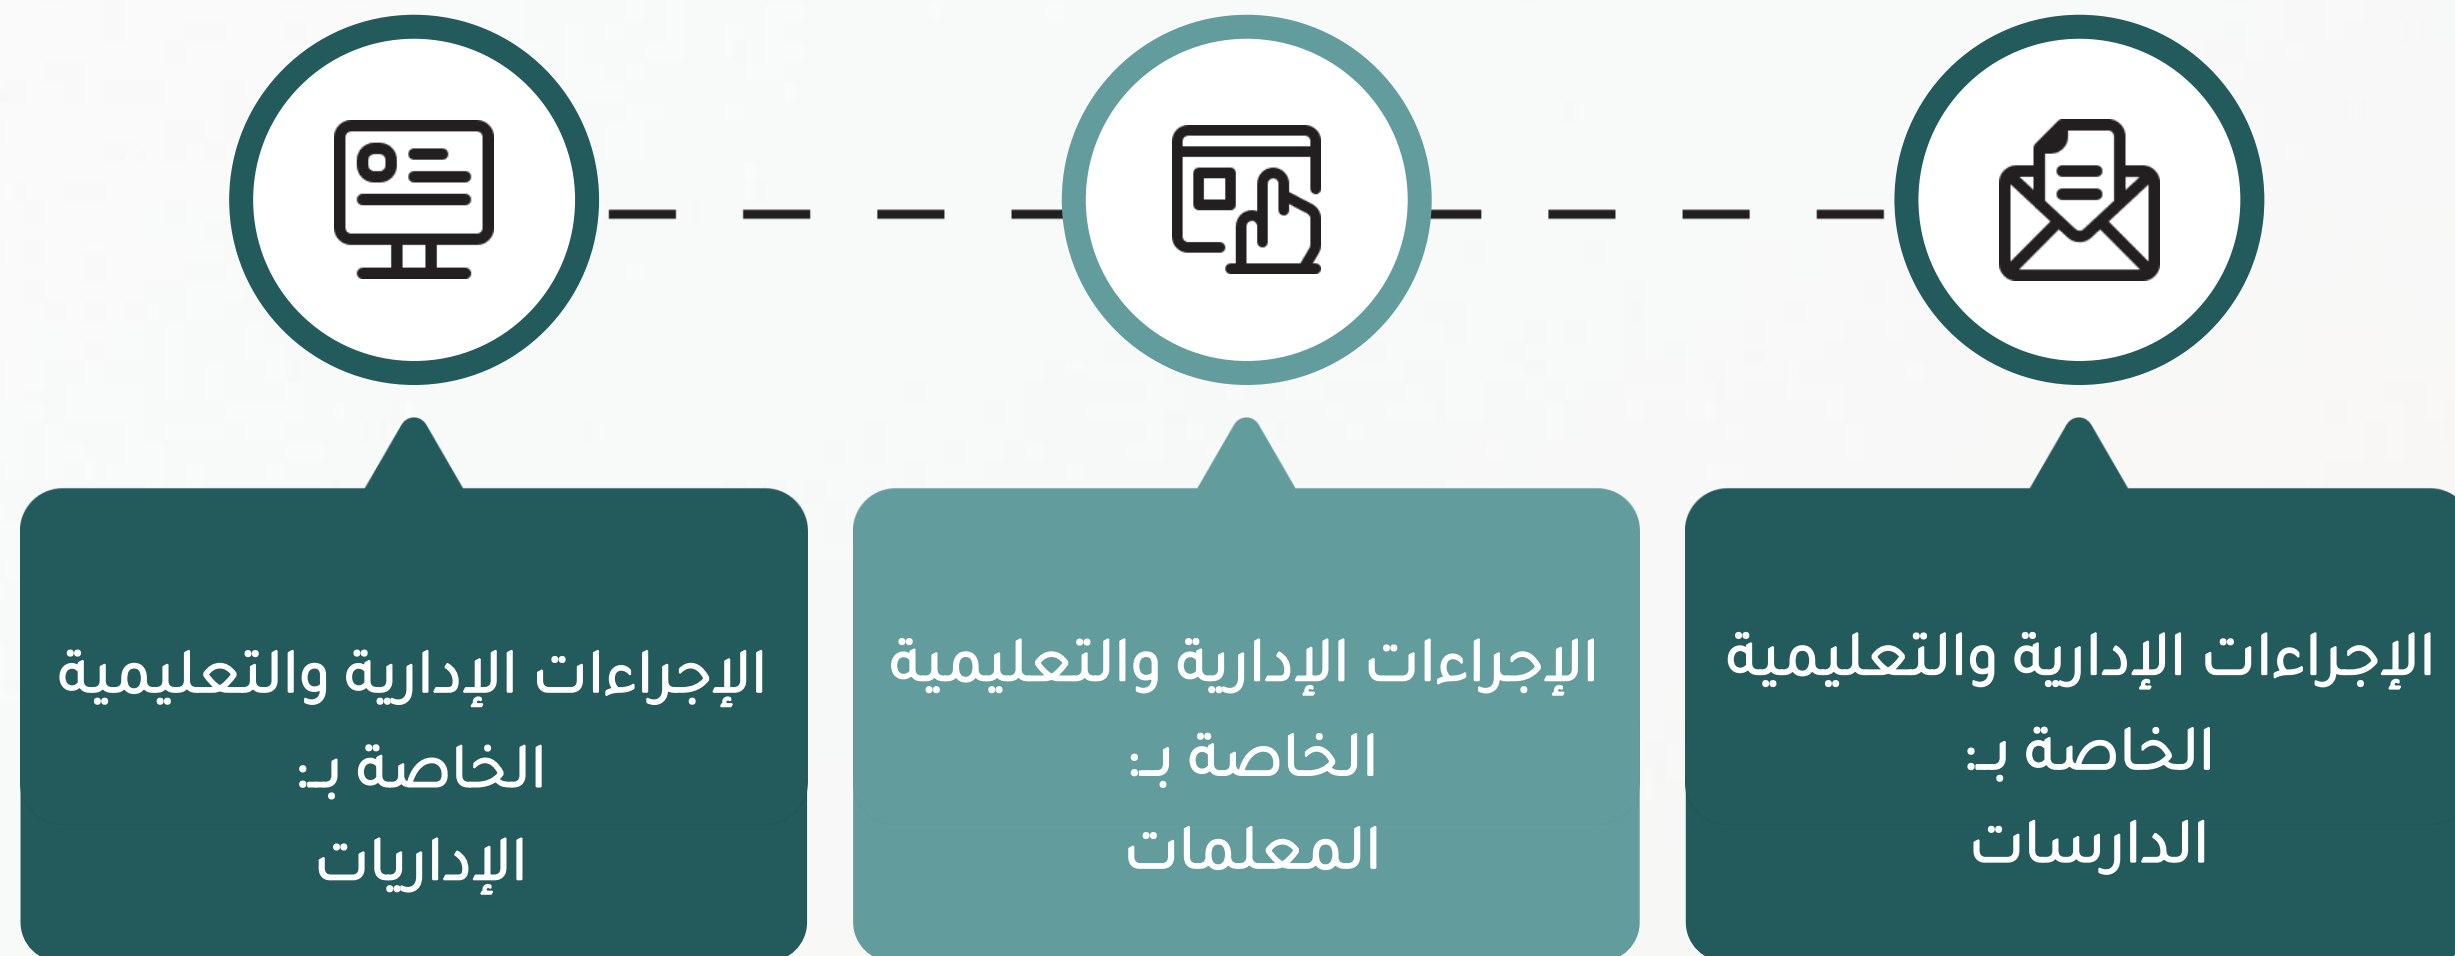 الإجراءات الإدارية والتعليمية
الخاصة بـ:
الدارسات
الإجراءات الإدارية والتعليمية
الخاصة بـ:
المعلمات
الإجراءات الإدارية والتعليمية
الخاصة بـ:
الإداريات